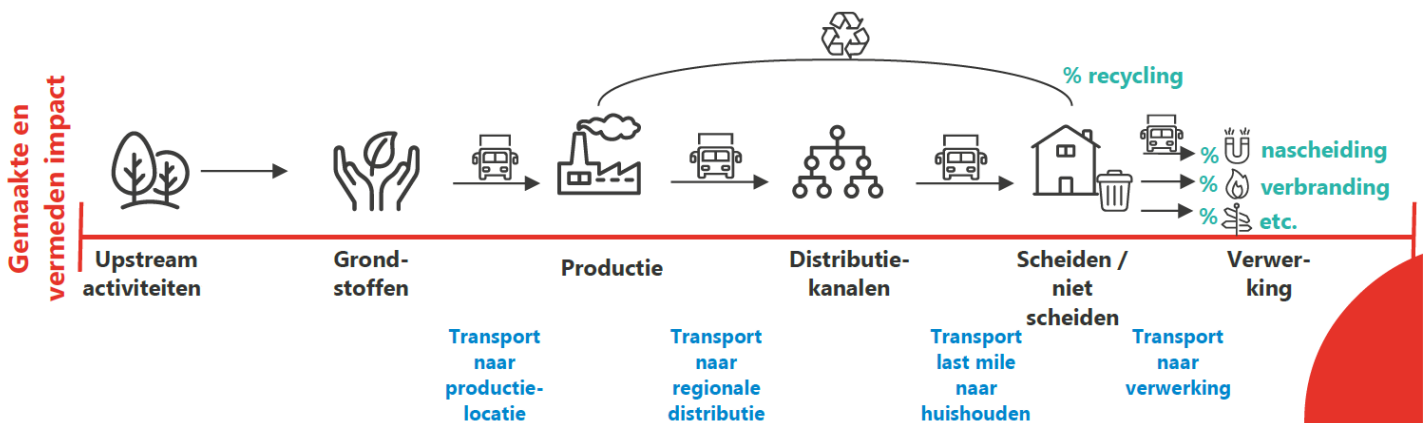 Gemaakte en
vermeden impact
% recycling
% nascheiding
% verbranding
% etc.
Upstream
activiteiten
Grond-
stoffen
Productie
Distributie-
kanalen
Scheiden /
niet
scheiden
Verwer-
king
Transport
naar
productie-
locatie
Transport
naar
regionale
distributie
Transport
last mile
naar
huishouden
Transport
naar
verwerking